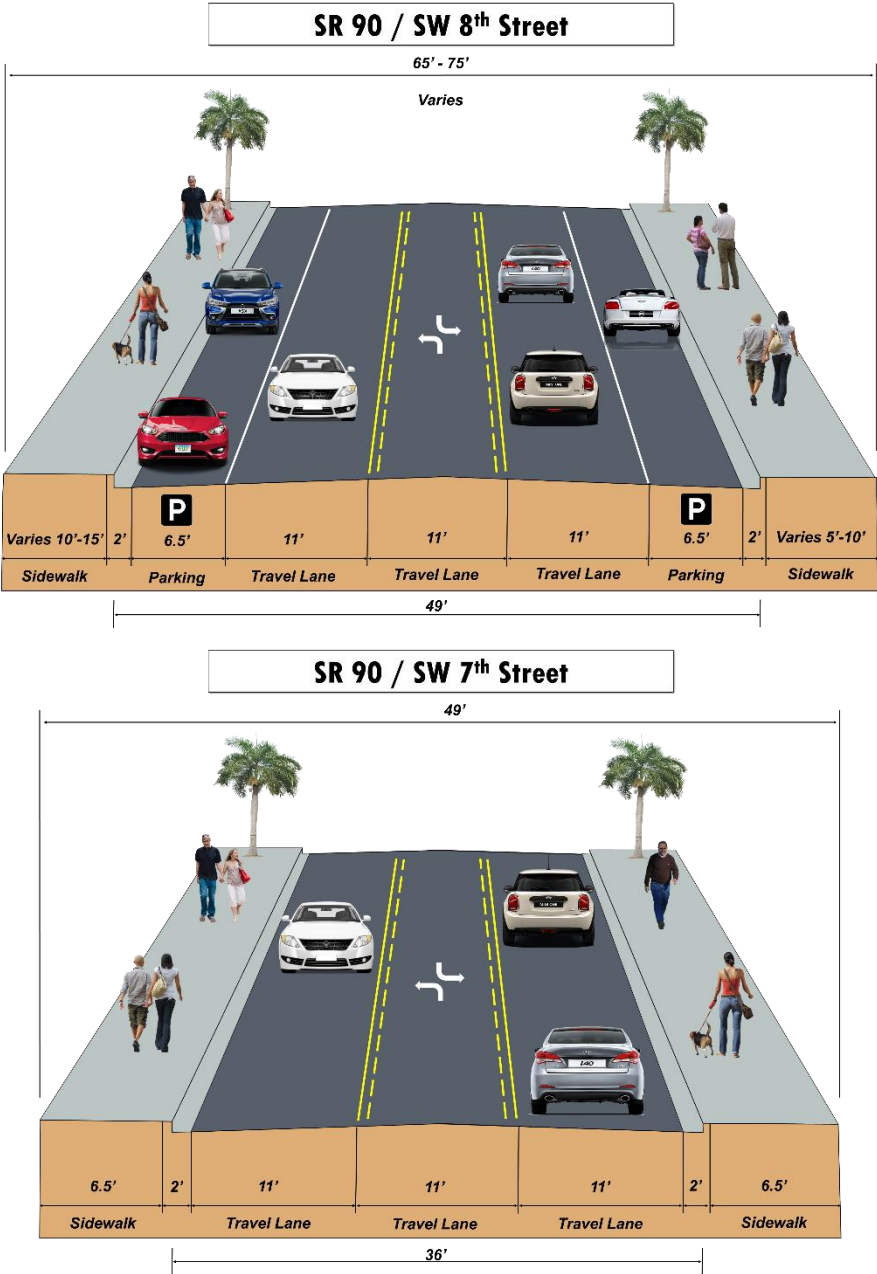 SR 90 / SW 8th Street
65' - 75'
Varies
P P
Varies 10'-15' 2' 6.5' 11' 11' 11' 6.5' 2' Varies 5'-10'
Sidewalk Parking Travel Lane Travel Lane Travel Lane Parking Sidewalk
49'
SR 90 / SW 7th Street
49'
i40
6.5' 2' 11' 11' 11' 2' 6.5'
Sidewalk Travel Lane Travel Lane Travel Lane Sidewalk
36'